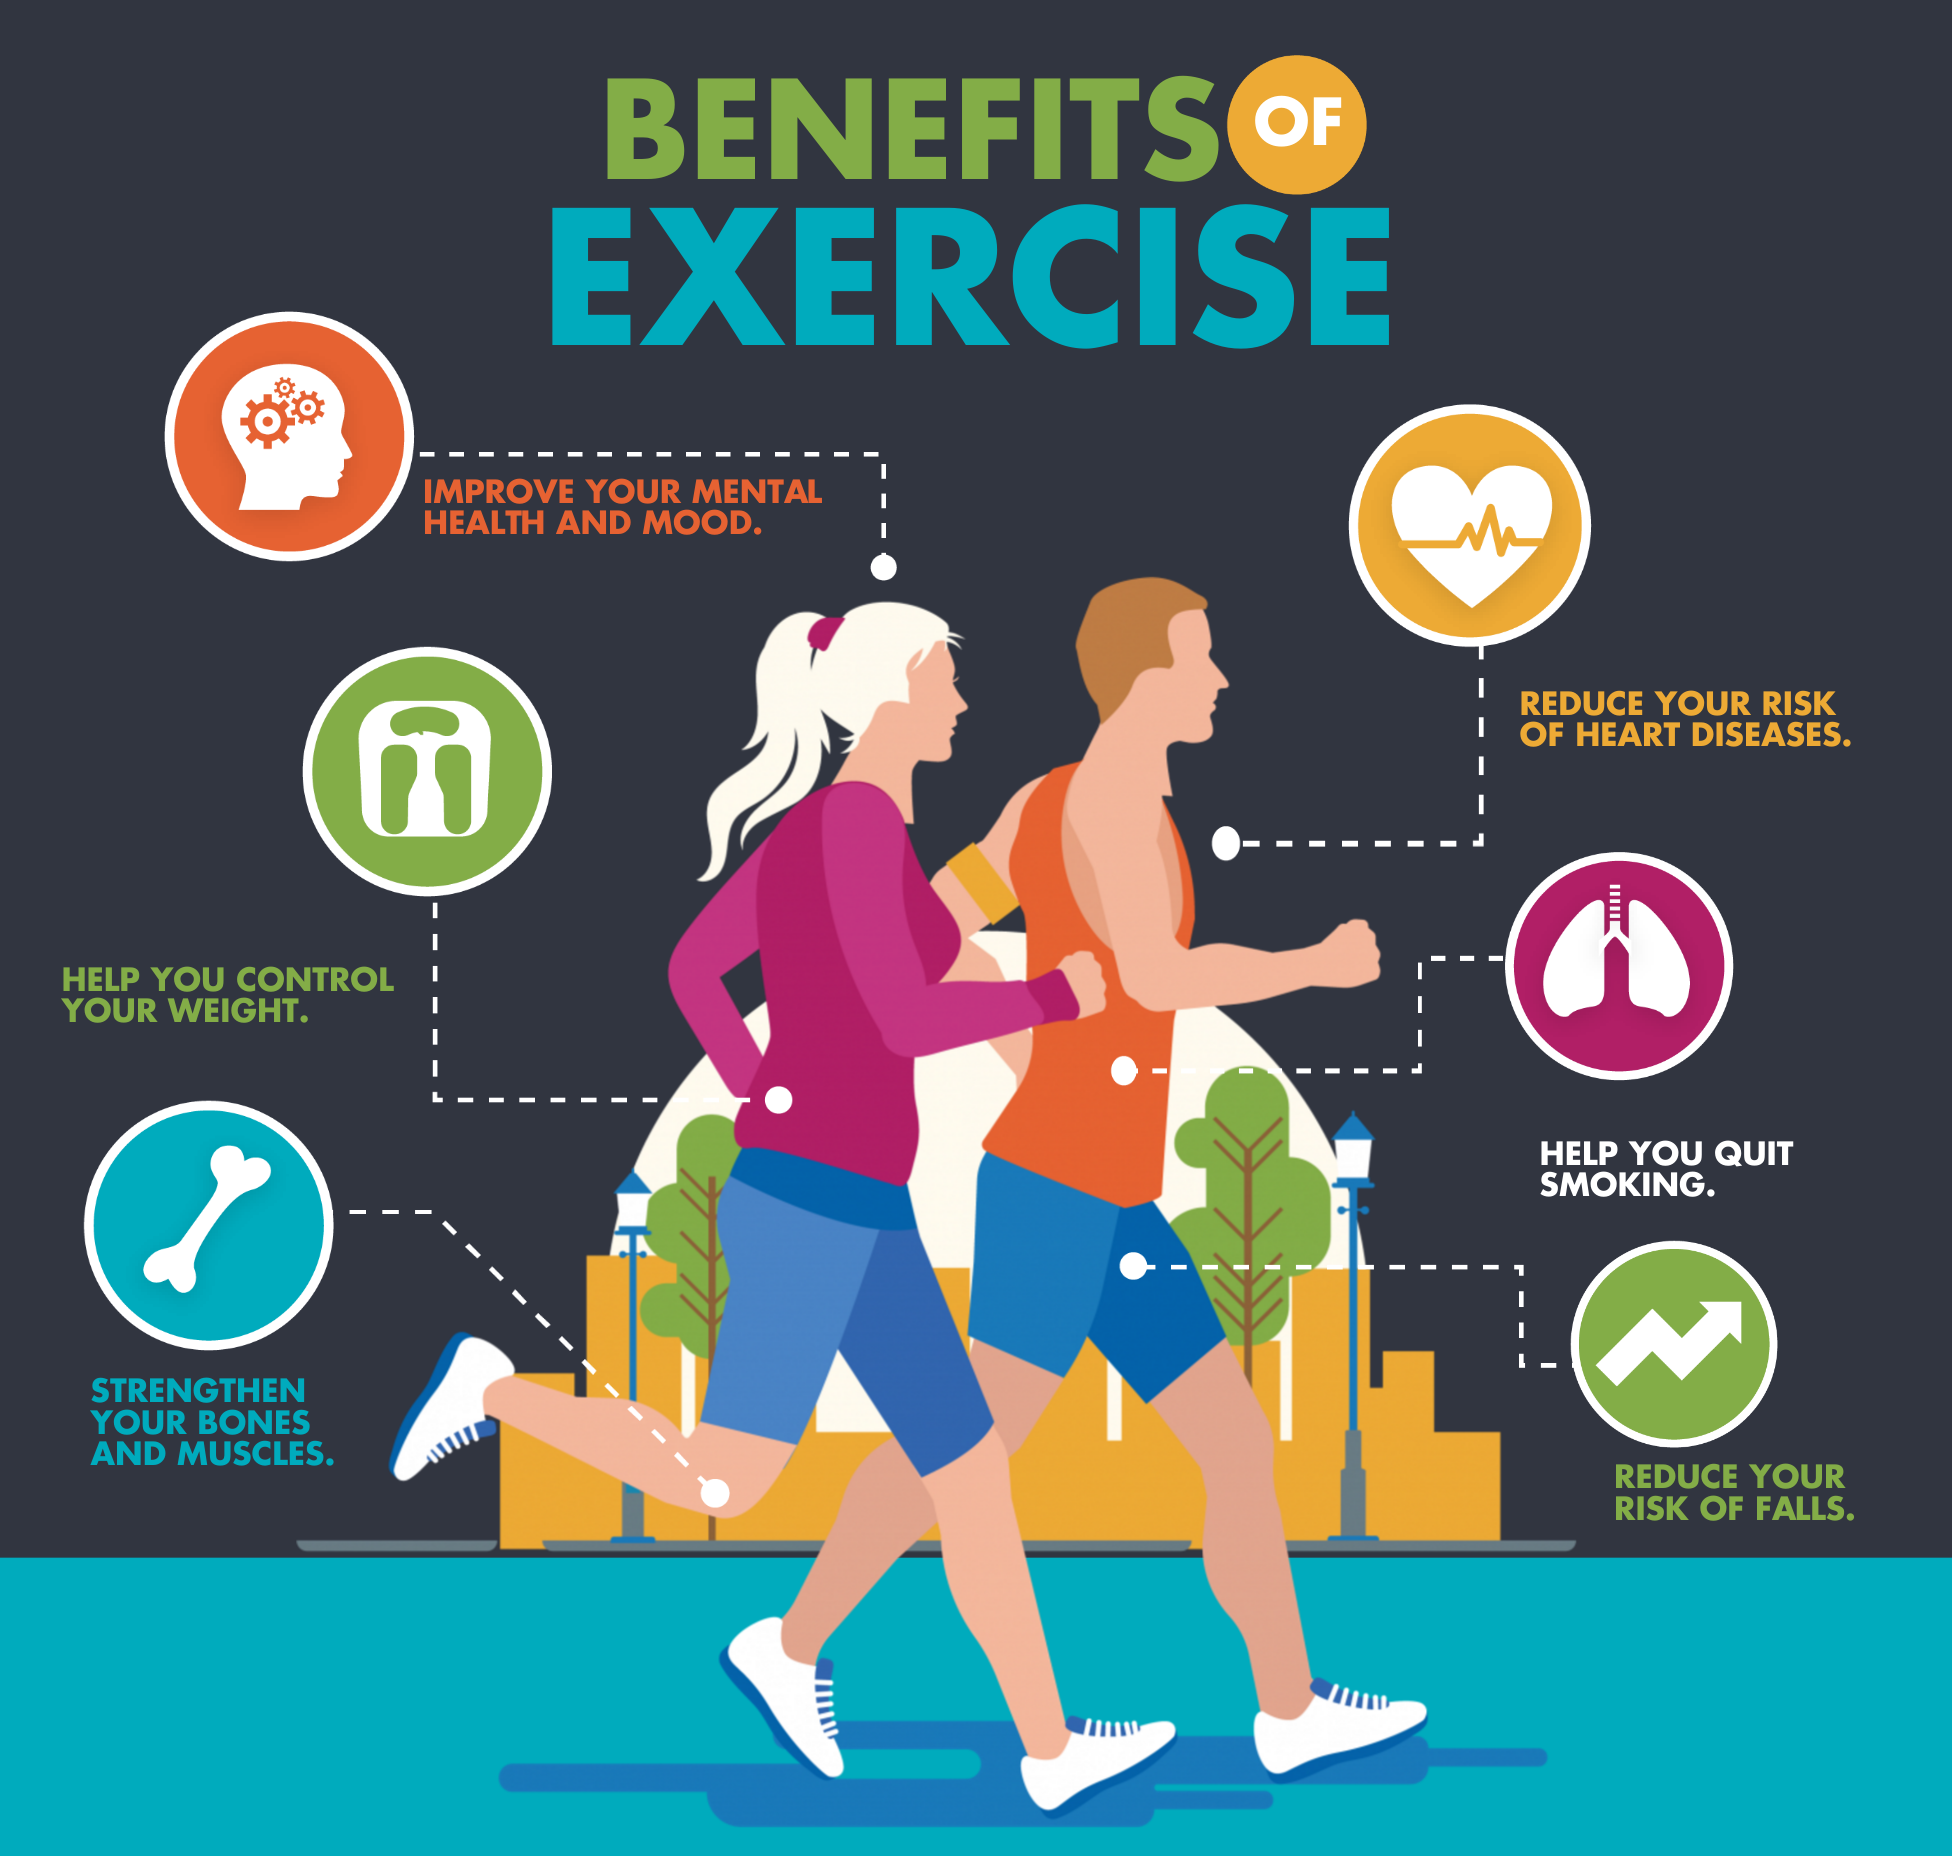 BENEFITS OF
EXERCISE
IMPROVE YOUR MENTAL
HEALTH AND MOOD.
REDUCE YOUR RISK
OF HEART DISEASES.
HELP YOU CONTROL
YOUR WEIGHT.
HELP YOU QUIT
SMOKING.
STRENGTHEN
YOUR BONES
AND MUSCLES.
REDUCE YOUR
RISK OF FALLS.